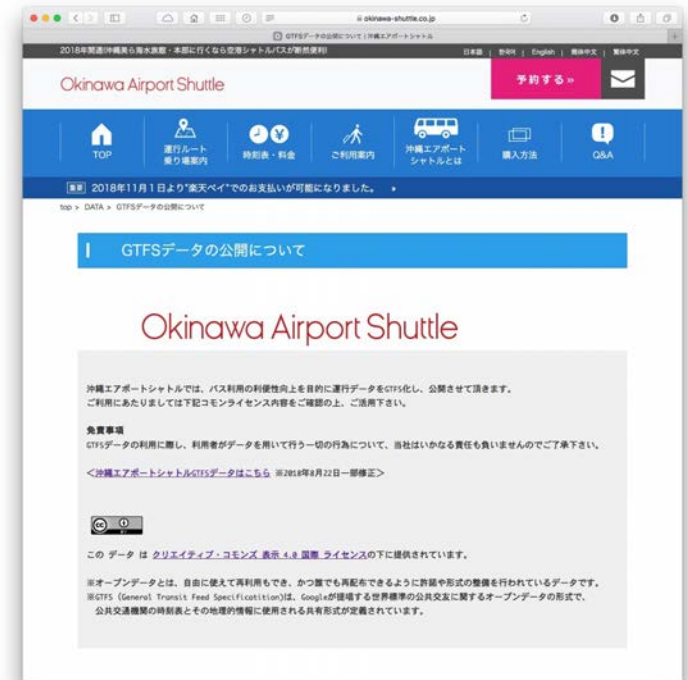 okinawa-shuttle.co.jp
GTFSデータの公開について | 沖縄エアポートシャトル
2018年開運!沖縄美ら海水族館・本部に行くなら空港シャトルバスが断然便利!
日本語 | 한국어 | English | 簡体中文 | 繁体中文
Okinawa Airport Shuttle
予約する»
TOP
運行ルート
乗り場案内
時刻表・料金
ご利用案内
沖縄エアポート
シャトルとは
購入方法
Q&A
重要 2018年11月1日より"楽天ペイ"でのお支払いが可能になりました。
top > DATA > GTFSデータの公開について
GTFSデータの公開について
Okinawa Airport Shuttle
沖縄エアポートシャトルでは、バス利用の利便性向上を目的に運行データをGTFS化し、公開させて頂きます。
ご利用にあたりましては下記コモンライセンス内容をご確認の上、ご活用下さい。
免責事項
GTFSデータの利用に際し、利用者がデータを用いて行う一切の行為について、当社はいかなる責任も負いませんのでご了承下さい。
<沖縄エアポートシャトルGTFSデータはこちら ※2018年8月22日一部修正>
cc
この データ は クリエイティブ・コモンズ 表示 4.0 国際 ライセンスの下に提供されています。
※オープンデータとは、自由に使えて再利用もでき、かつ誰でも再配布できるように許諾や形式の整備を行われているデータです。
※GTFS（General Transit Feed Specificatition)は、Googleが提唱する世界標準の公共交友に関するオープンデータの形式で、
公共交通機関の時刻表とその地理的情報に使用される共有形式が定義されています。